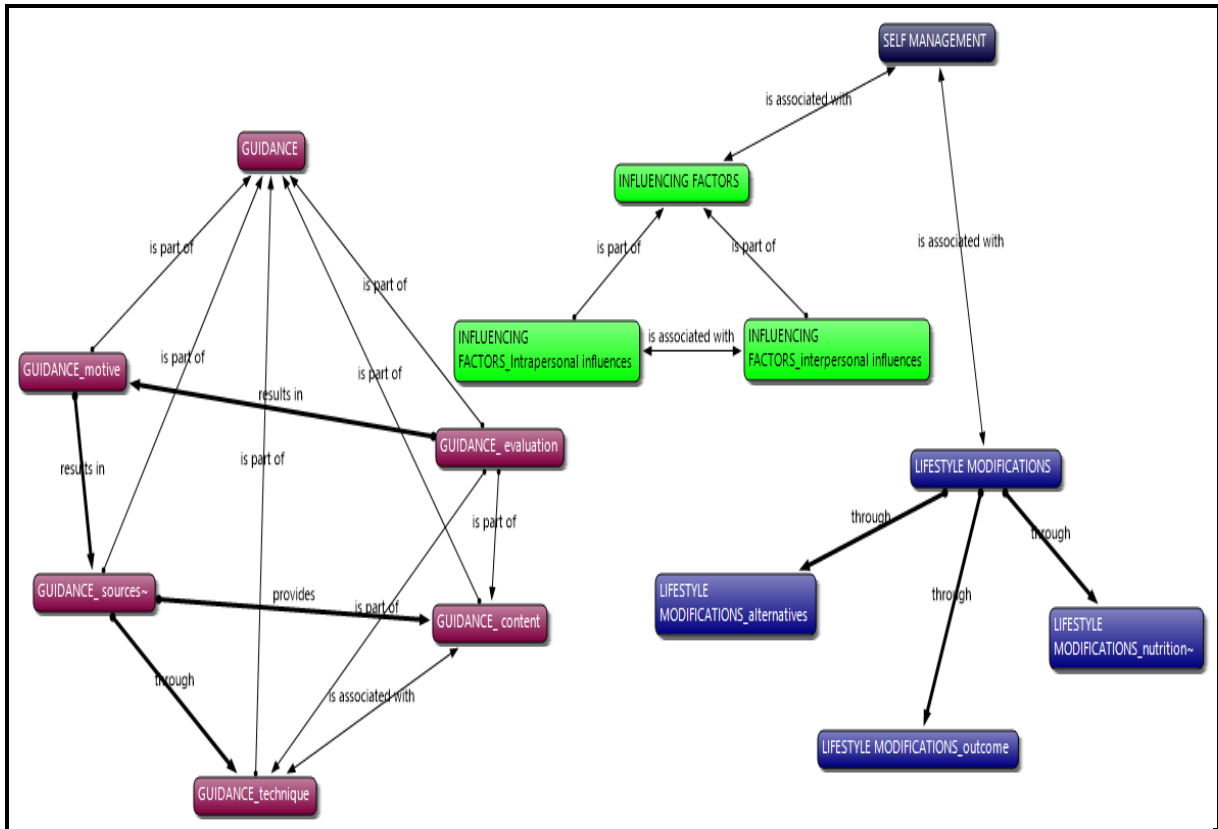 SELF MANAGEMENT
is associated with
GUIDANCE
INFLUENCING FACTORS
is part of
is part of
is part of
is associated with
is part of
INFLUENCING
FACTORS_Intrapersonal influences
is associated with
INFLUENCING
FACTORS_interpersonal influences
is part of
is part of
GUIDANCE_motive
results in
GUIDANCE_ evaluation
is part of
results in
LIFESTYLE MODIFICATIONS
is part of
through
through
GUIDANCE_ sources~
provides
is part of
GUIDANCE_ content
LIFESTYLE
MODIFICATIONS_alternatives
through
LIFESTYLE
MODIFICATIONS_nutrition~
through
is associated with
LIFESTYLE MODIFICATIONS_outcome
GUIDANCE_technique